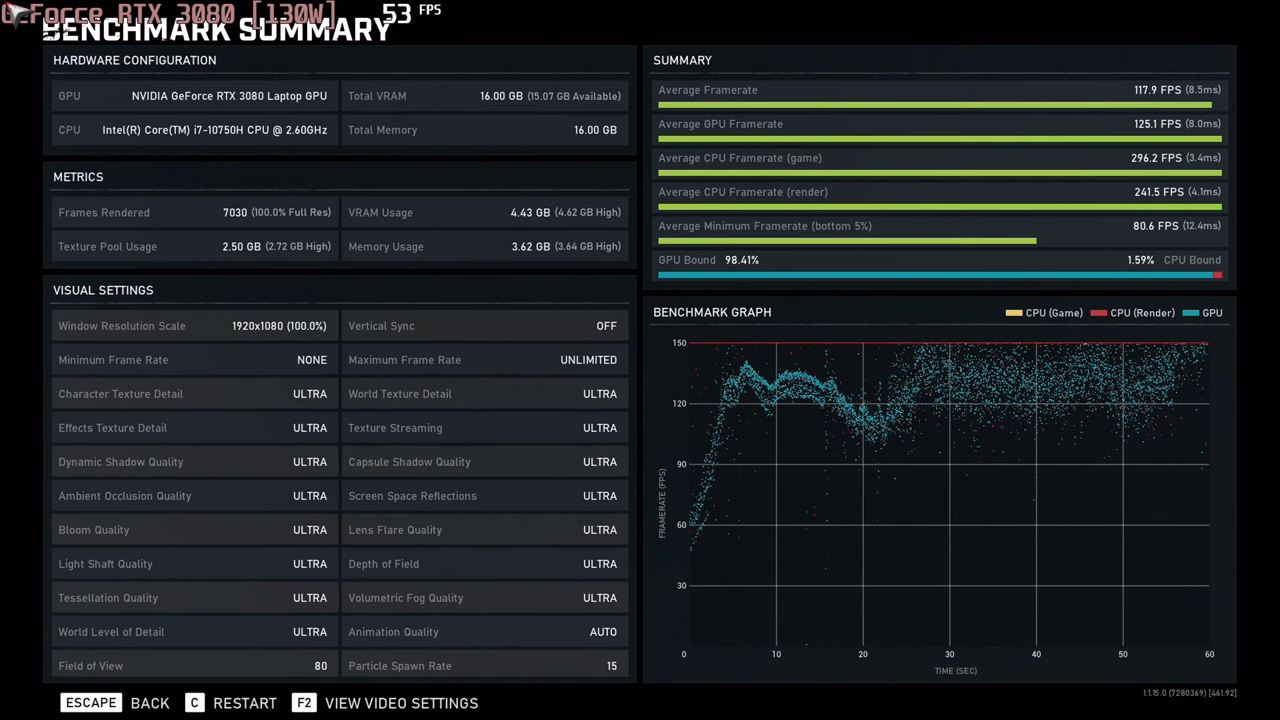 GeForce RTX 3080 [130W] 53 FPS
BENCHMARK SUMMARY
HARDWARE CONFIGURATION
GPU NVIDIA GeForce RTX 3080 Laptop GPU Total VRAM 16.00 GB (15.07 GB Available)
CPU Intel(R) Core(TM) i7-10750H CPU @ 2.60GHz Total Memory 16.00 GB
METRICS
Frames Rendered 7030 (100.0% Full Res) VRAM Usage 4.43 GB (4.62 GB High)
Texture Pool Usage 2.50 GB (2.72 GB High) Memory Usage 3.62 GB (3.64 GB High)
VISUAL SETTINGS
Window Resolution Scale 1920x1080 (100.0%) Vertical Sync OFF
Minimum Frame Rate NONE Maximum Frame Rate UNLIMITED
Character Texture Detail ULTRA World Texture Detail ULTRA
Effects Texture Detail ULTRA Texture Streaming ULTRA
Dynamic Shadow Quality ULTRA Capsule Shadow Quality ULTRA
Ambient Occlusion Quality ULTRA Screen Space Reflections ULTRA
Bloom Quality ULTRA Lens Flare Quality ULTRA
Light Shaft Quality ULTRA Depth of Field ULTRA
Tessellation Quality ULTRA Volumetric Fog Quality ULTRA
World Level of Detail ULTRA Animation Quality AUTO
Field of View 80 Particle Spawn Rate 15
SUMMARY
Average Framerate 117.9 FPS (8.5ms)
Average GPU Framerate 125.1 FPS (8.0ms)
Average CPU Framerate (game) 296.2 FPS (3.4ms)
Average CPU Framerate (render) 241.5 FPS (4.1ms)
Average Minimum Framerate (bottom 5%) 80.6 FPS (12.4ms)
GPU Bound 98.41% 1.59% CPU Bound
BENCHMARK GRAPH CPU (Game) CPU (Render) GPU
150
120
90
60
30
FRAMERATE (FPS)
0 10 20 30 40 50 60
TIME (SEC)
1.1.15.0 (7280369) [461.92]
ESCAPE BACK C RESTART F2 VIEW VIDEO SETTINGS